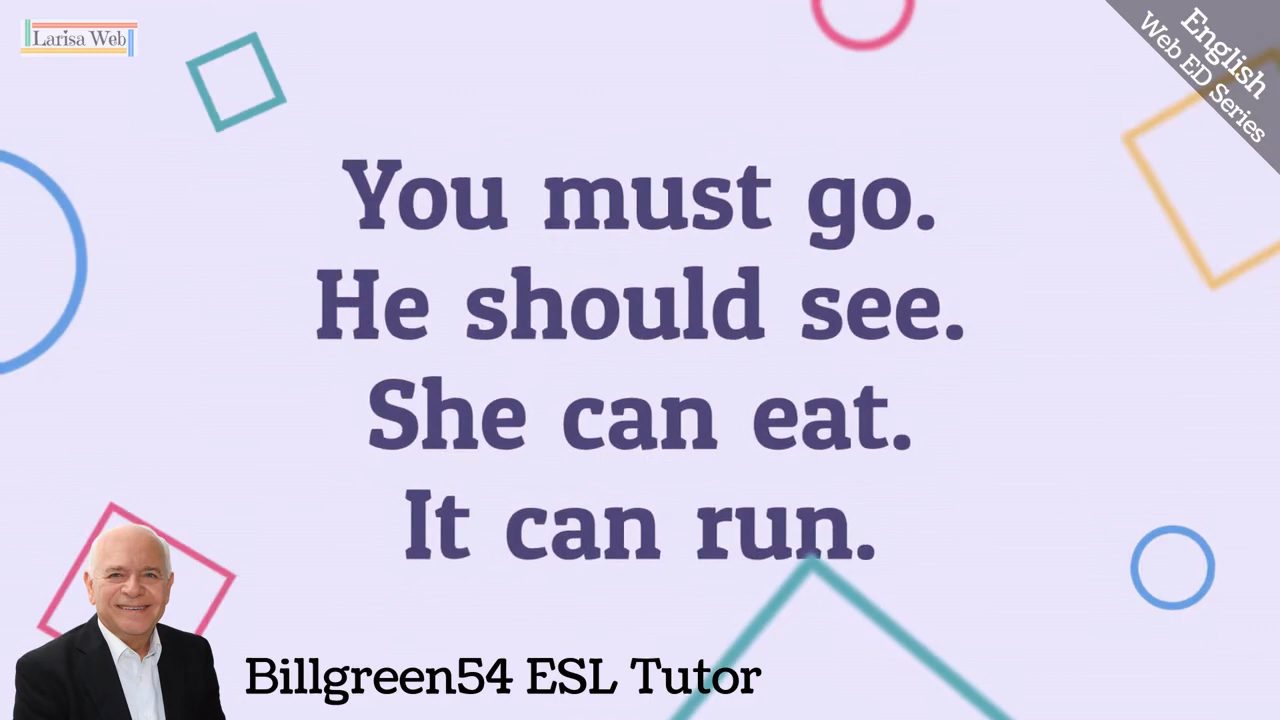 Larisa Web
English
Web ED Series
You must go.
He should see.
She can eat.
It can run.
Billgreen54 ESL Tutor